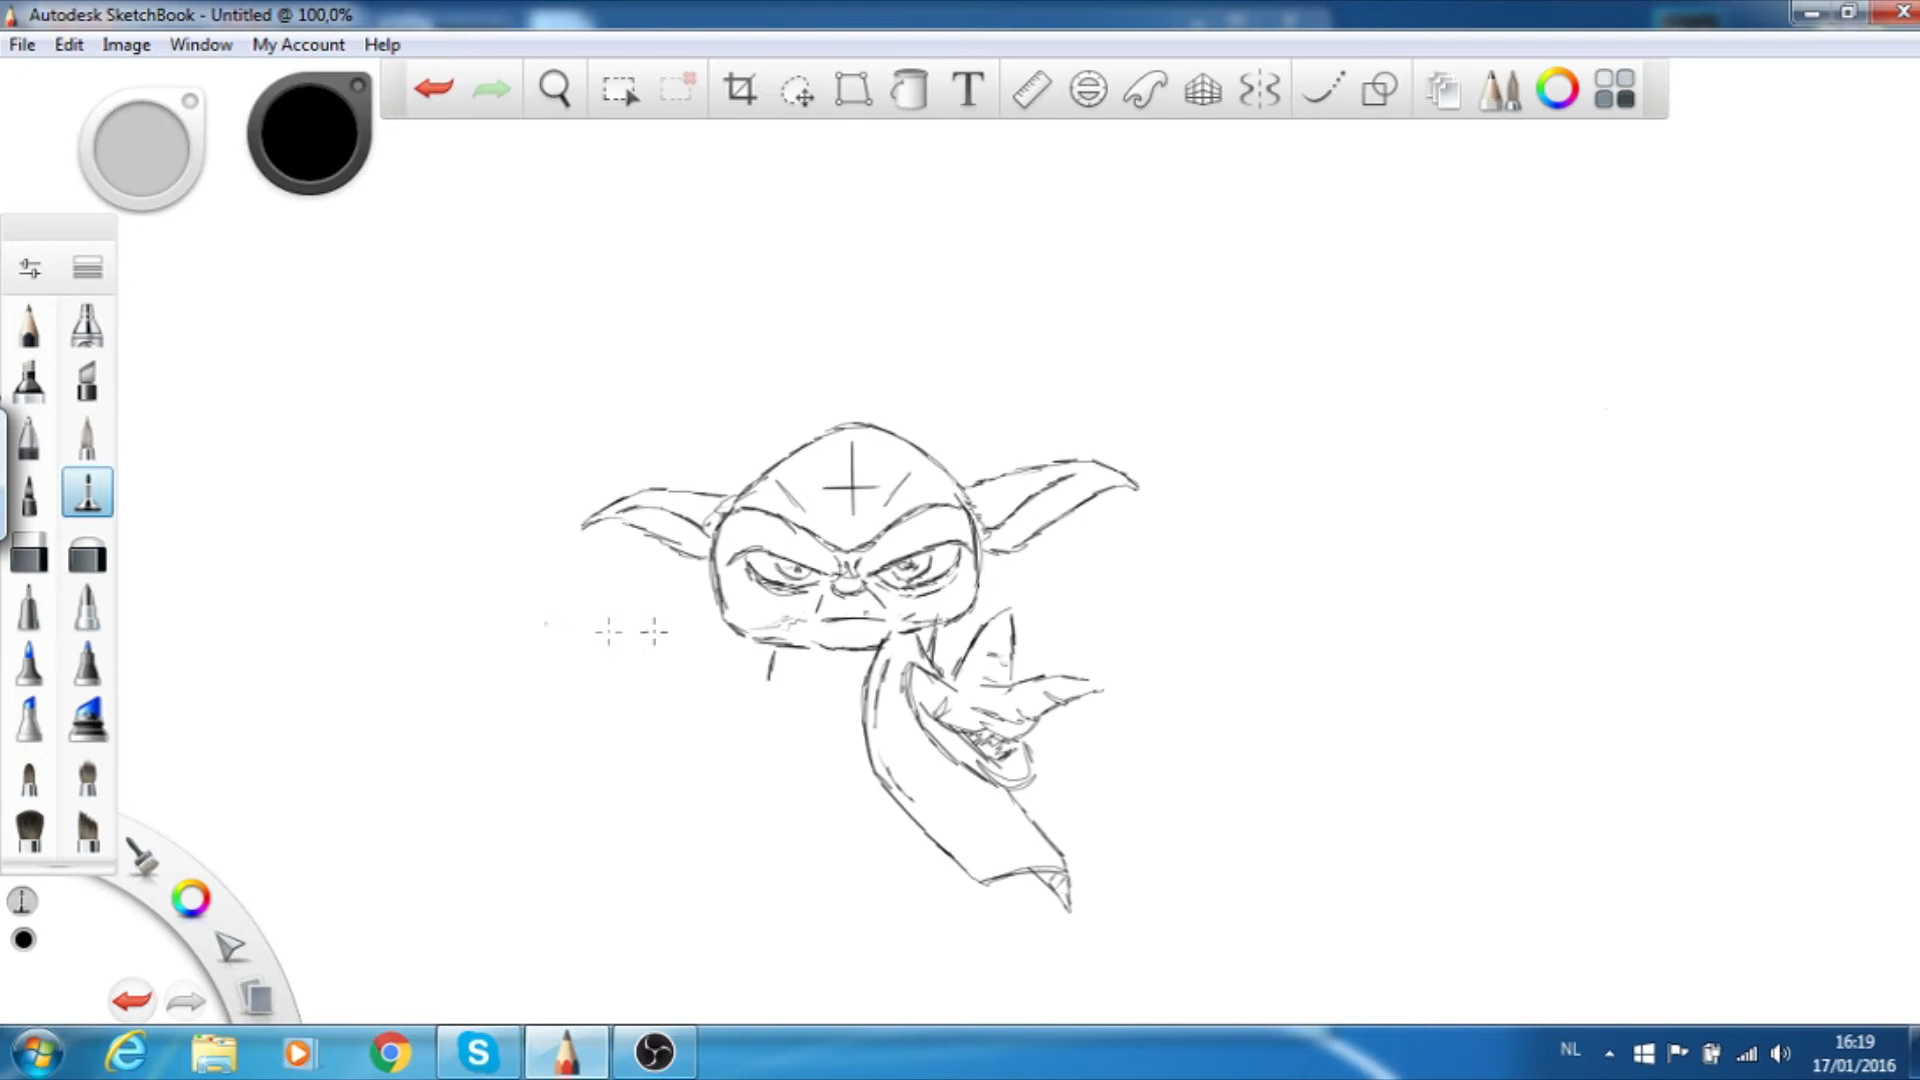 Autodesk SketchBook - Untitled @ 100,0%
File Edit Image Window My Account Help
T
S
NL
16:19
17/01/2016